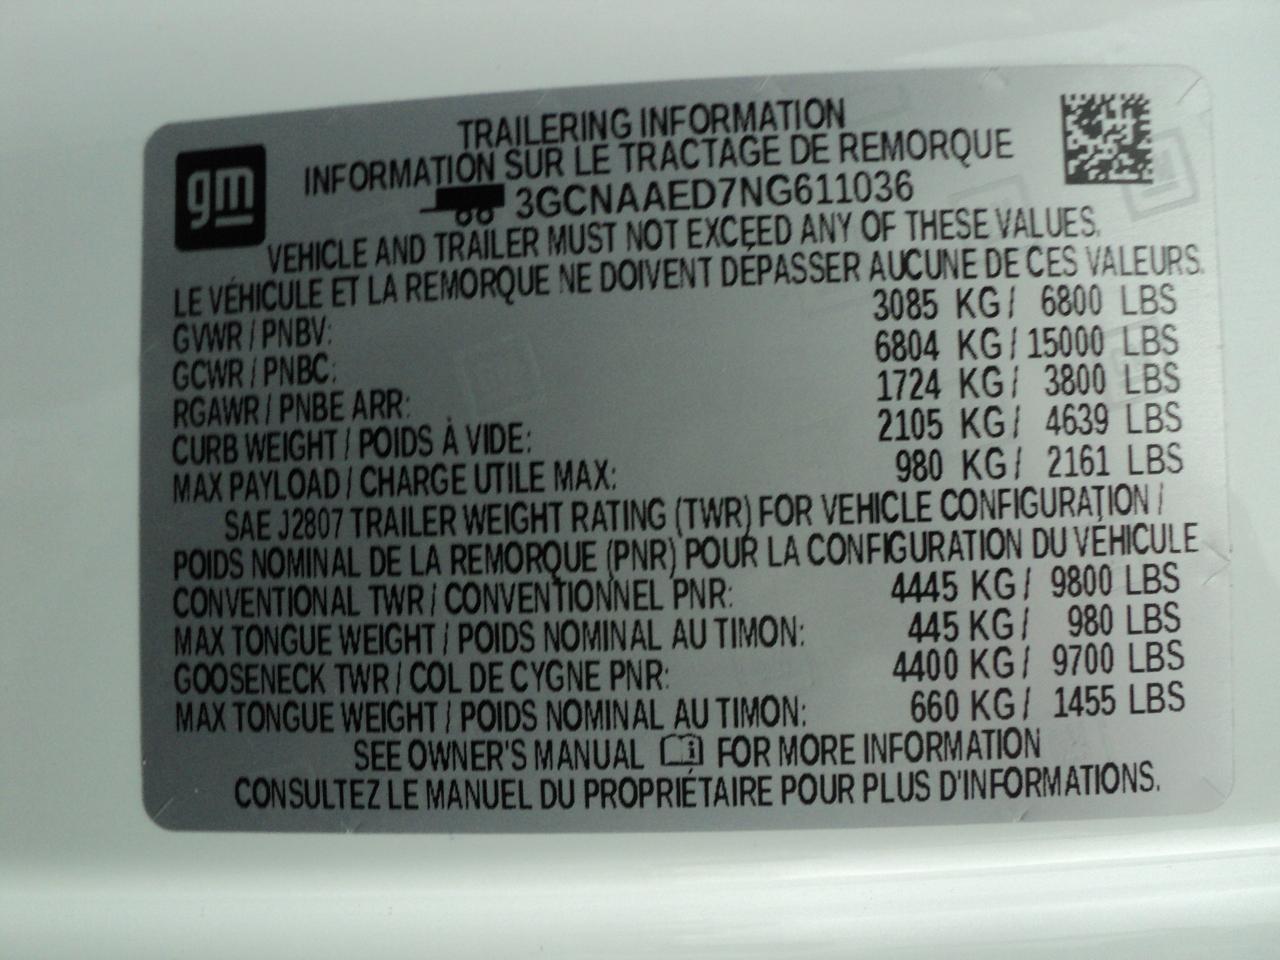 gm
TRAILERING INFORMATION
INFORMATION SUR LE TRACTAGE DE REMORQUE
3GCNAAED7NG611036
VEHICLE AND TRAILER MUST NOT EXCEED ANY OF THESE VALUES.
LE VÉHICULE ET LA REMORQUE NE DOIVENT DÉPASSER AUCUNE DE CES VALEURS.
GVWR / PNBV: 3085 KG / 6800 LBS
GCWR / PNBC: 6804 KG / 15000 LBS
RGAWR / PNBE ARR: 1724 KG / 3800 LBS
CURB WEIGHT / POIDS À VIDE: 2105 KG / 4639 LBS
MAX PAYLOAD / CHARGE UTILE MAX: 980 KG / 2161 LBS
SAE J2807 TRAILER WEIGHT RATING (TWR) FOR VEHICLE CONFIGURATION /
POIDS NOMINAL DE LA REMORQUE (PNR) POUR LA CONFIGURATION DU VÉHICULE
CONVENTIONAL TWR / CONVENTIONNEL PNR: 4445 KG / 9800 LBS
MAX TONGUE WEIGHT / POIDS NOMINAL AU TIMON: 445 KG / 980 LBS
GOOSENECK TWR / COL DE CYGNE PNR: 4400 KG / 9700 LBS
MAX TONGUE WEIGHT / POIDS NOMINAL AU TIMON: 660 KG / 1455 LBS
SEE OWNER'S MANUAL FOR MORE INFORMATION
CONSULTEZ LE MANUEL DU PROPRIÉTAIRE POUR PLUS D'INFORMATIONS.